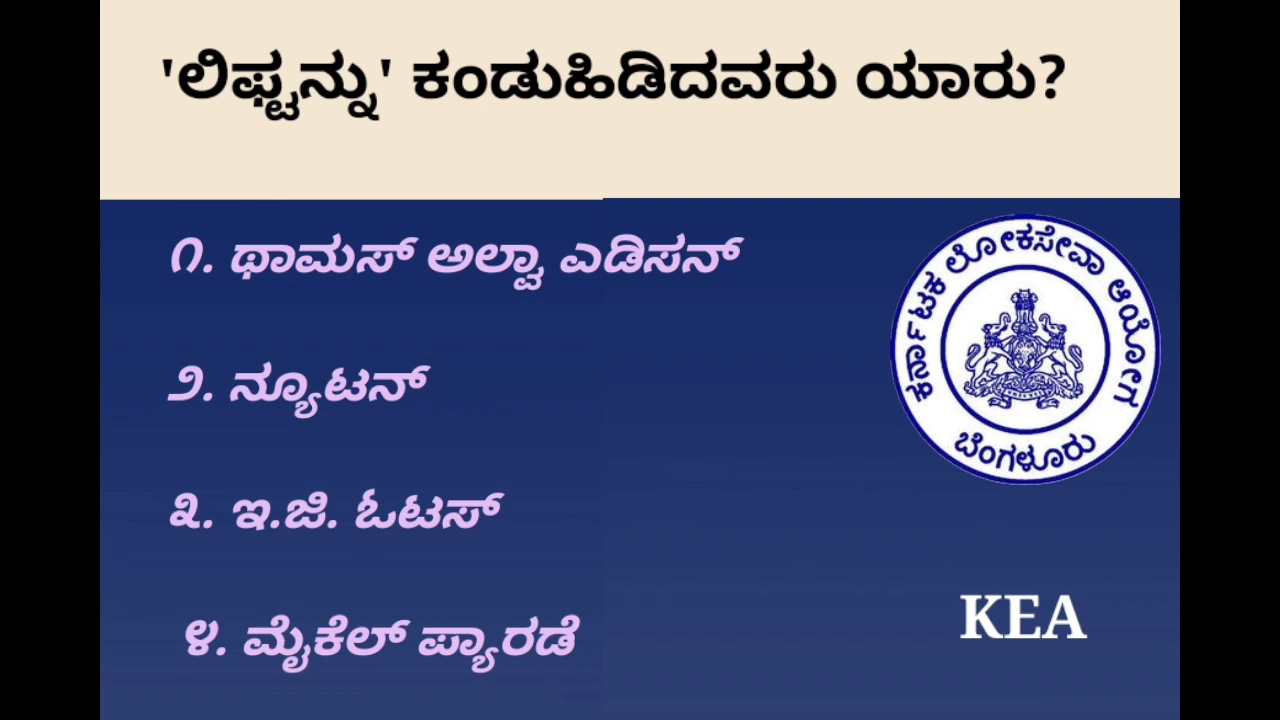 'ಲಿಫ್ಟನ್ನು' ಕಂಡುಹಿಡಿದವರು ಯಾರು?
೧. ಥಾಮಸ್ ಅಲ್ವಾ ಎಡಿಸನ್
೨. ನ್ಯೂಟನ್
೩. ಇ.ಜಿ. ಓಟಸ್
೪. ಮೈಕೆಲ್ ಪ್ಯಾರಡೆ
ಕರ್ನಾಟಕ ಲೋಕಸೇವಾ ಆಯೋಗ
ಬೆಂಗಳೂರು
KEA